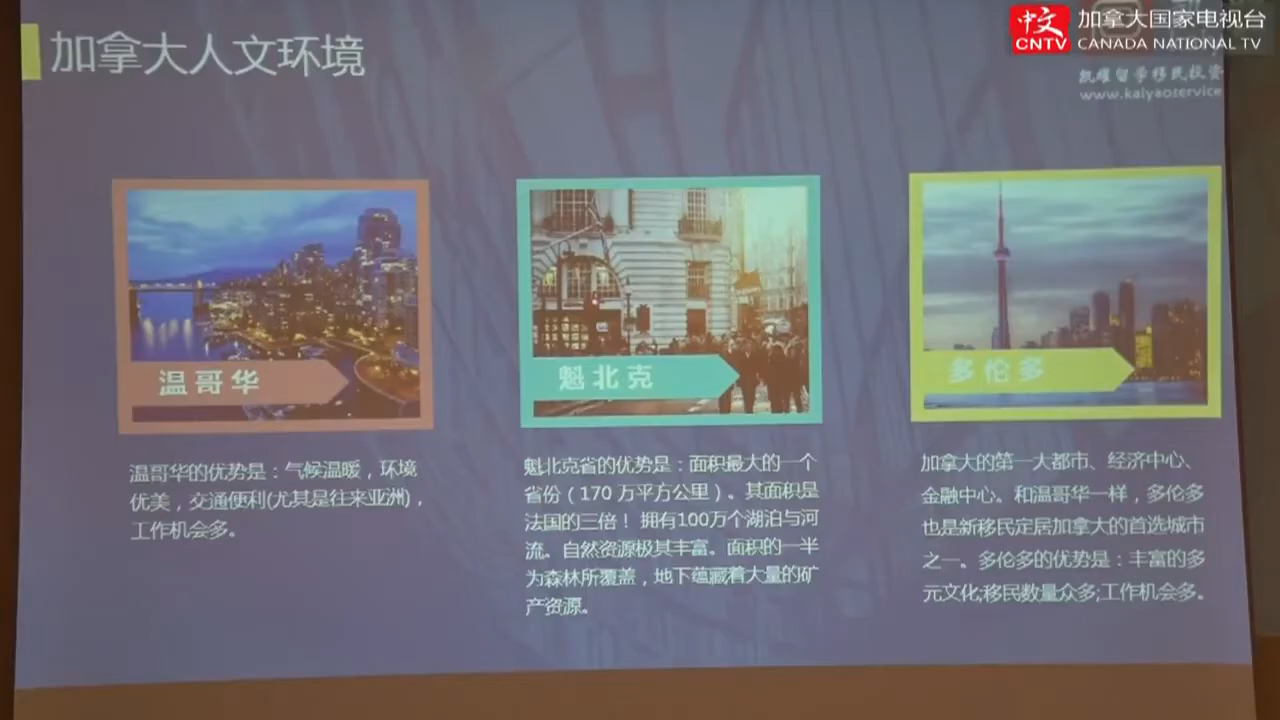 加拿大人文环境
中文
CNTV
加拿大国家电视台
CANADA NATIONAL TV
凯耀留学移民投资
www.kaiyaoservice
温哥华
魁北克
多伦多
温哥华的优势是：气候温暖，环境
优美，交通便利(尤其是往来亚洲)，
工作机会多。
魁北克省的优势是：面积最大的一个
省份（170 万平方公里）。其面积是
法国的三倍！ 拥有100万个湖泊与河
流。自然资源极其丰富。面积的一半
为森林所覆盖，地下蕴藏着大量的矿
产资源。
加拿大的第一大都市、经济中心、
金融中心。和温哥华一样，多伦多
也是新移民定居加拿大的首选城市
之一。多伦多的优势是：丰富的多
元文化;移民数量众多;工作机会多。